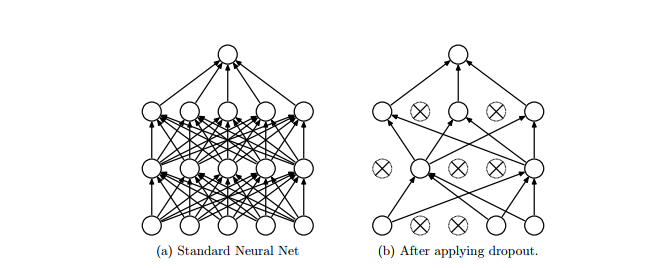 (a) Standard Neural Net
(b) After applying dropout.